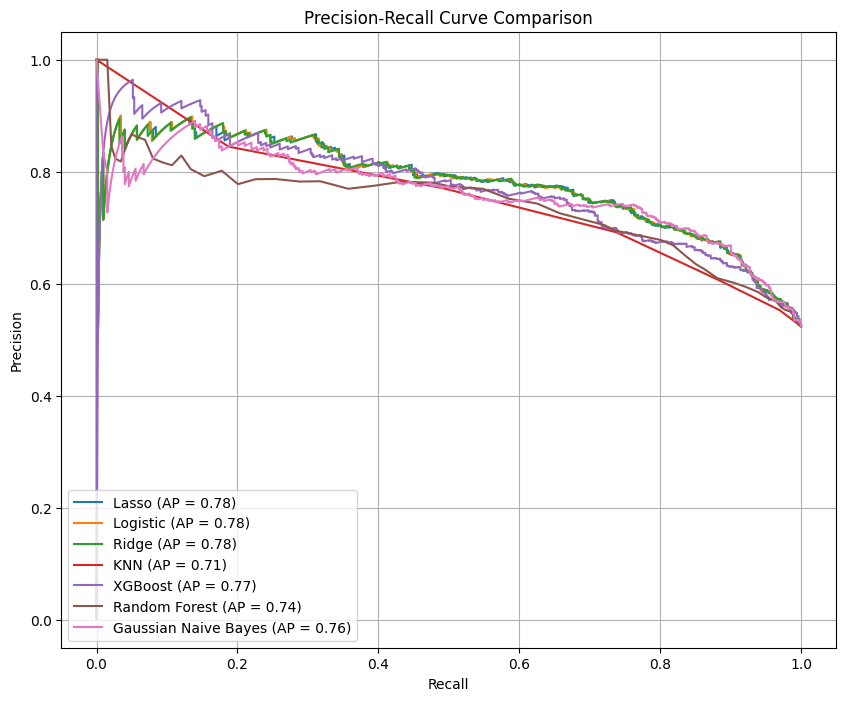 Precision-Recall Curve Comparison
1.0
0.8
0.6
0.4
0.2
0.0
Precision
Lasso (AP = 0.78)
Logistic (AP = 0.78)
Ridge (AP = 0.78)
KNN (AP = 0.71)
XGBoost (AP = 0.77)
Random Forest (AP = 0.74)
Gaussian Naive Bayes (AP = 0.76)
0.0 0.2 0.4 0.6 0.8 1.0
Recall